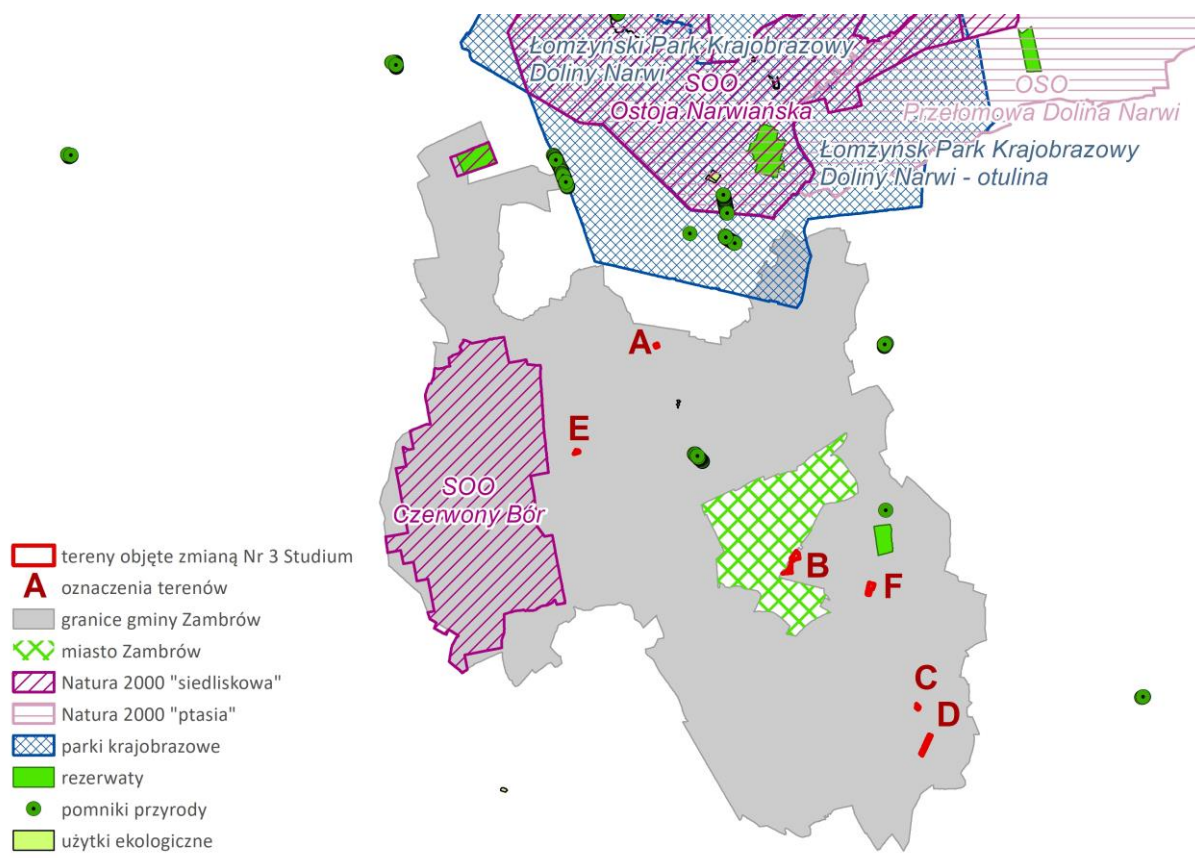 Łomżyński Park Krajobrazowy
Doliny Narwi
SOO
Ostoja Narwiańska
OSO
Przełomowa Dolina Narwi
Łomżyńsk Park Krajobrazowy
Doliny Narwi - otulina
A
E
SOO
Czerwony Bór
B
F
C
D
tereny objęte zmianą Nr 3 Studium
A oznaczenia terenów
granice gminy Zambrów
miasto Zambrów
Natura 2000 "siedliskowa"
Natura 2000 "ptasia"
parki krajobrazowe
rezerwaty
pomniki przyrody
użytki ekologiczne